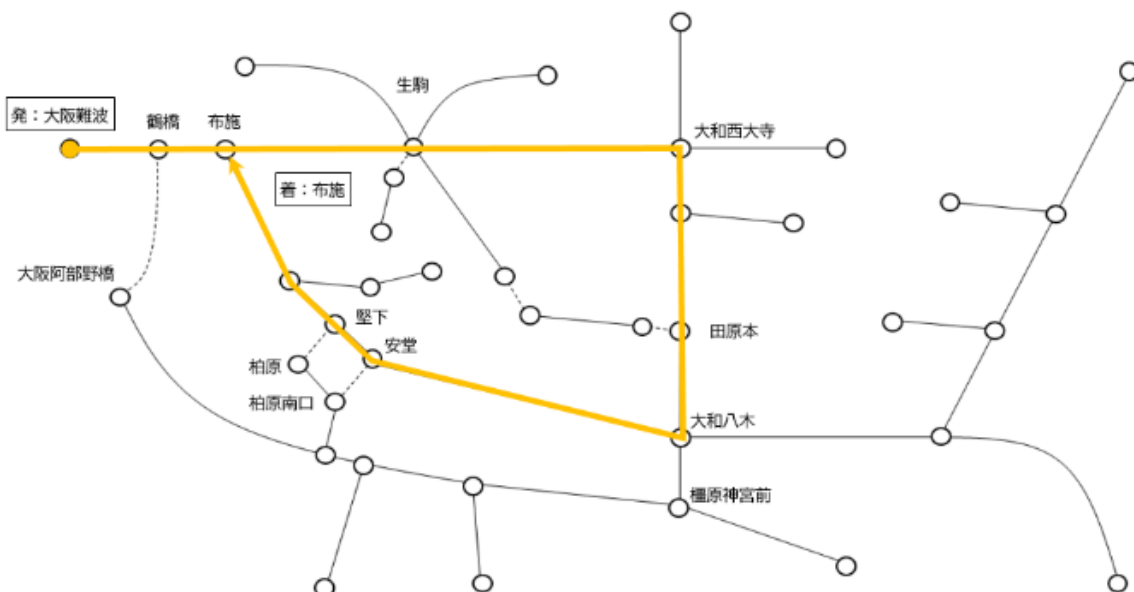 生駒
発：大阪難波
鶴橋
布施
大和西大寺
着：布施
大阪阿部野橋
堅下
田原本
安堂
柏原
柏原南口
大和八木
橿原神宮前